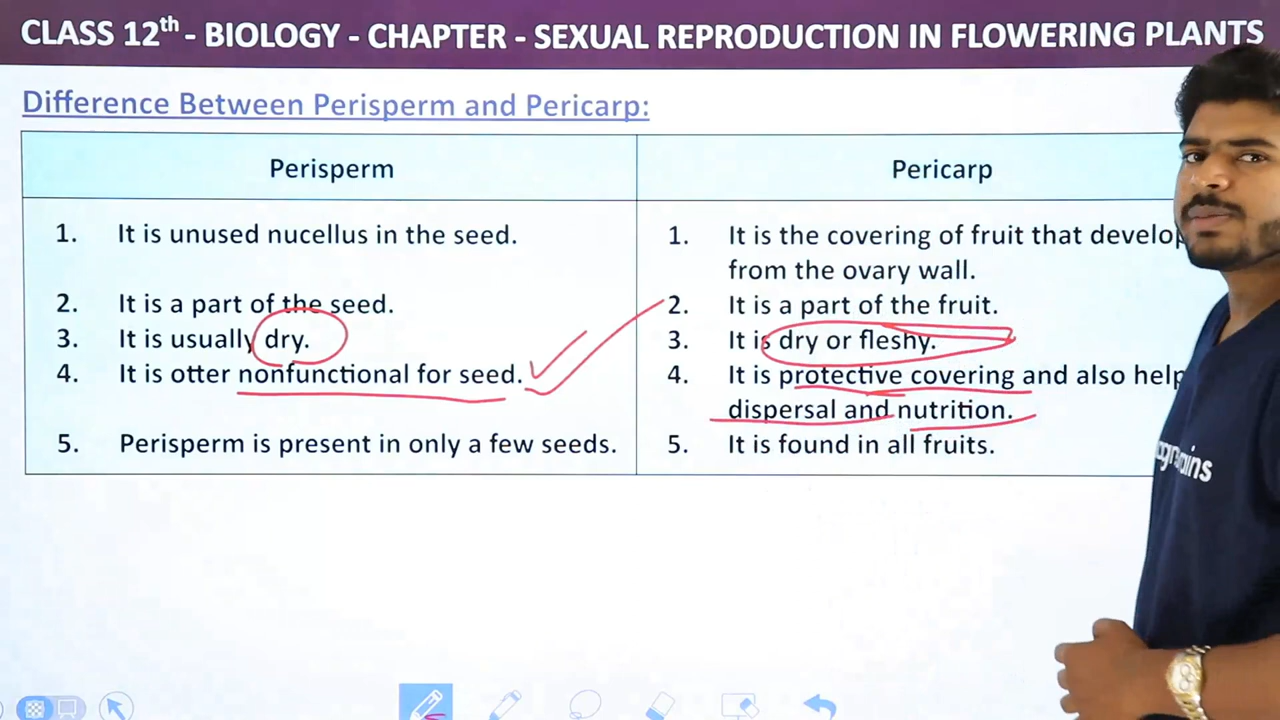 CLASS 12th - BIOLOGY - CHAPTER - SEXUAL REPRODUCTION IN FLOWERING PLANTS
Difference Between Perisperm and Pericarp:
Perisperm
1. It is unused nucellus in the seed.
2. It is a part of the seed.
3. It is usually dry.
4. It is otter nonfunctional for seed.
5. Perisperm is present in only a few seeds.
Pericarp
1. It is the covering of fruit that
from the ovary wall.
2. It is a part of the fruit.
3. It is dry or fleshy.
4. It is protective covering and also
dispersal and nutrition.
5. It is found in all fruits.